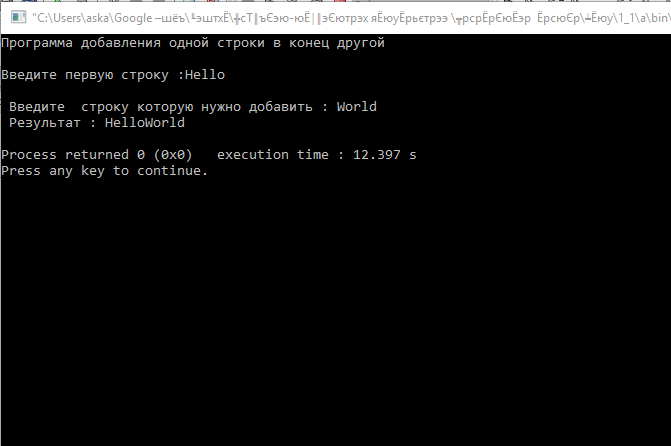 "C:\Users\aska\Google
\1_1\a\bin\
Программа добавления одной строки в конец другой
Введите первую строку :Hello
Введите  строку которую нужно добавить : World
Результат : HelloWorld
Process returned 0 (0x0)   execution time : 12.397 s
Press any key to continue.